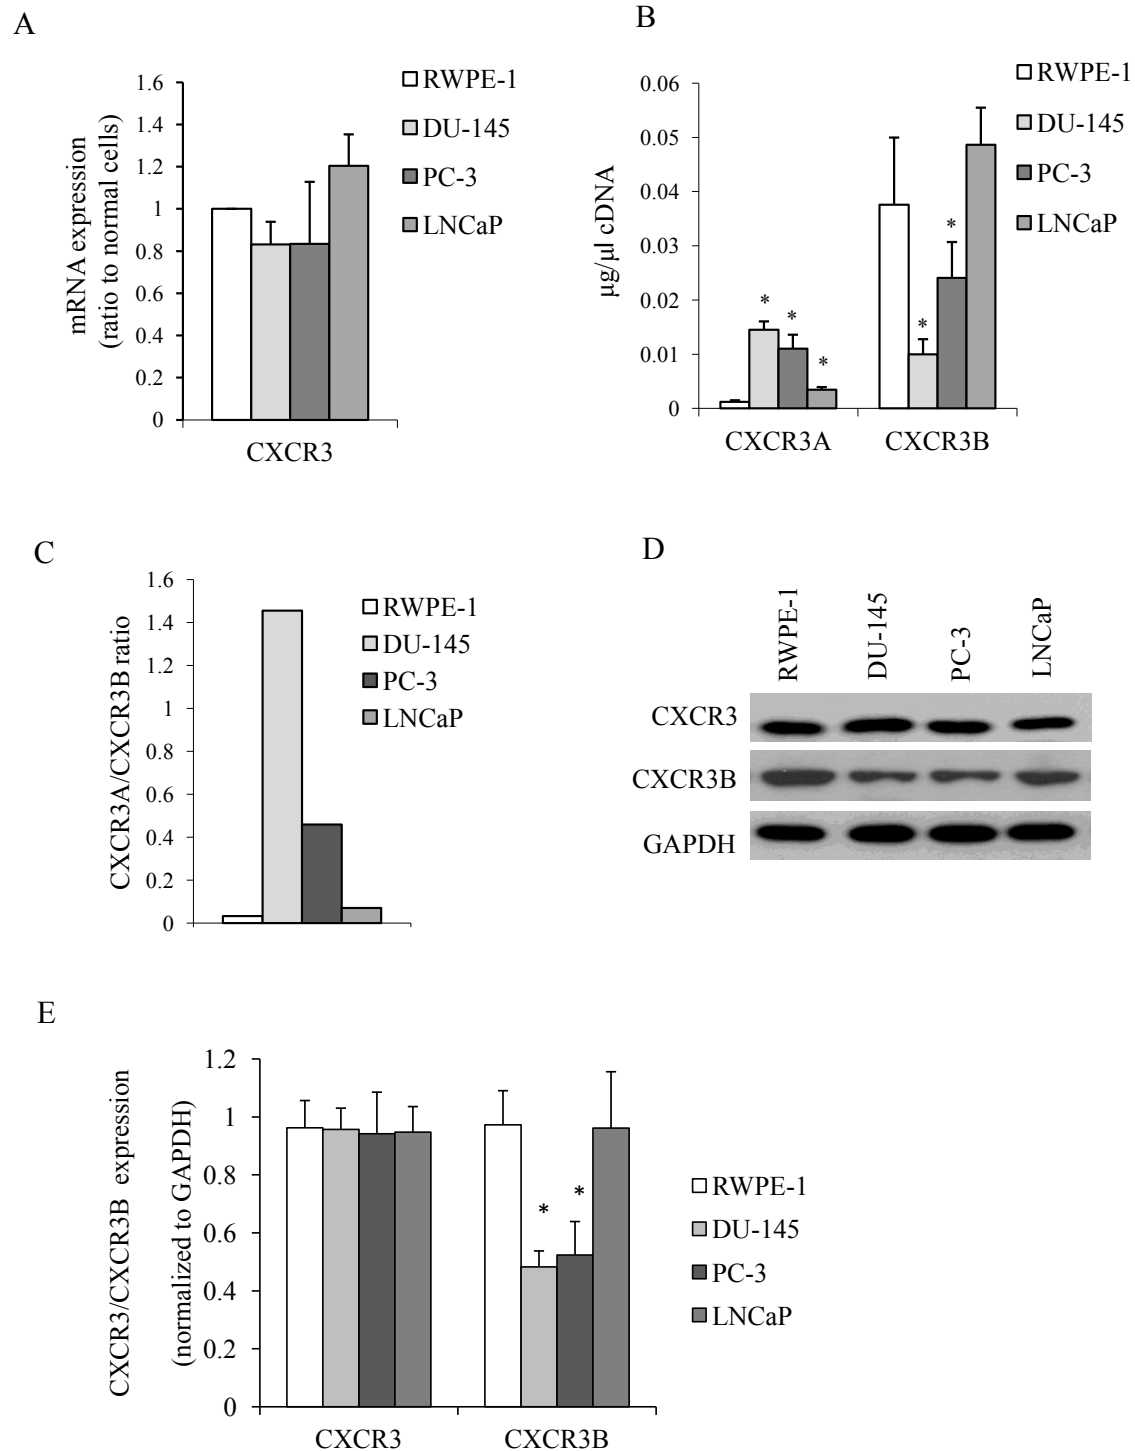 A
mRNA expression
(ratio to normal cells)
1.6
1.4
1.2
1
0.8
0.6
0.4
0.2
0
CXCR3
RWPE-1
DU-145
PC-3
LNCaP
B
µg/µl cDNA
0.06
0.05
0.04
0.03
0.02
0.01
0
* * *
* *
CXCR3A CXCR3B
RWPE-1
DU-145
PC-3
LNCaP
C
CXCR3A/CXCR3B ratio
1.6
1.4
1.2
1
0.8
0.6
0.4
0.2
0
RWPE-1
DU-145
PC-3
LNCaP
D
RWPE-1 DU-145 PC-3 LNCaP
CXCR3
CXCR3B
GAPDH
E
CXCR3/CXCR3B expression
(normalized to GAPDH)
1.2
1
0.8
0.6
0.4
0.2
0
* *
CXCR3 CXCR3B
RWPE-1
DU-145
PC-3
LNCaP